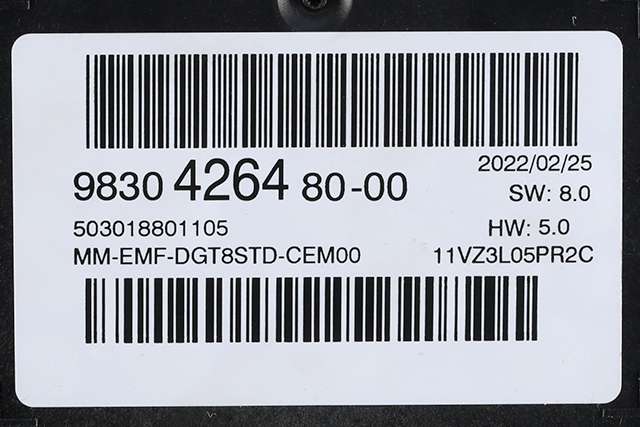 2022/02/25
9830 4264 80-00
SW: 8.0
503018801105
HW: 5.0
MM-EMF-DGT8STD-CEM00
11VZ3L05PR2C